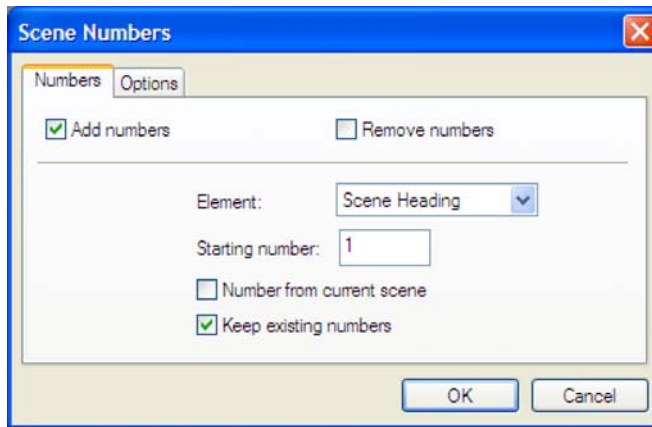 Scene Numbers
Numbers Options
Add numbers Remove numbers
Element: Scene Heading
Starting number: 1
Number from current scene
Keep existing numbers
OK Cancel